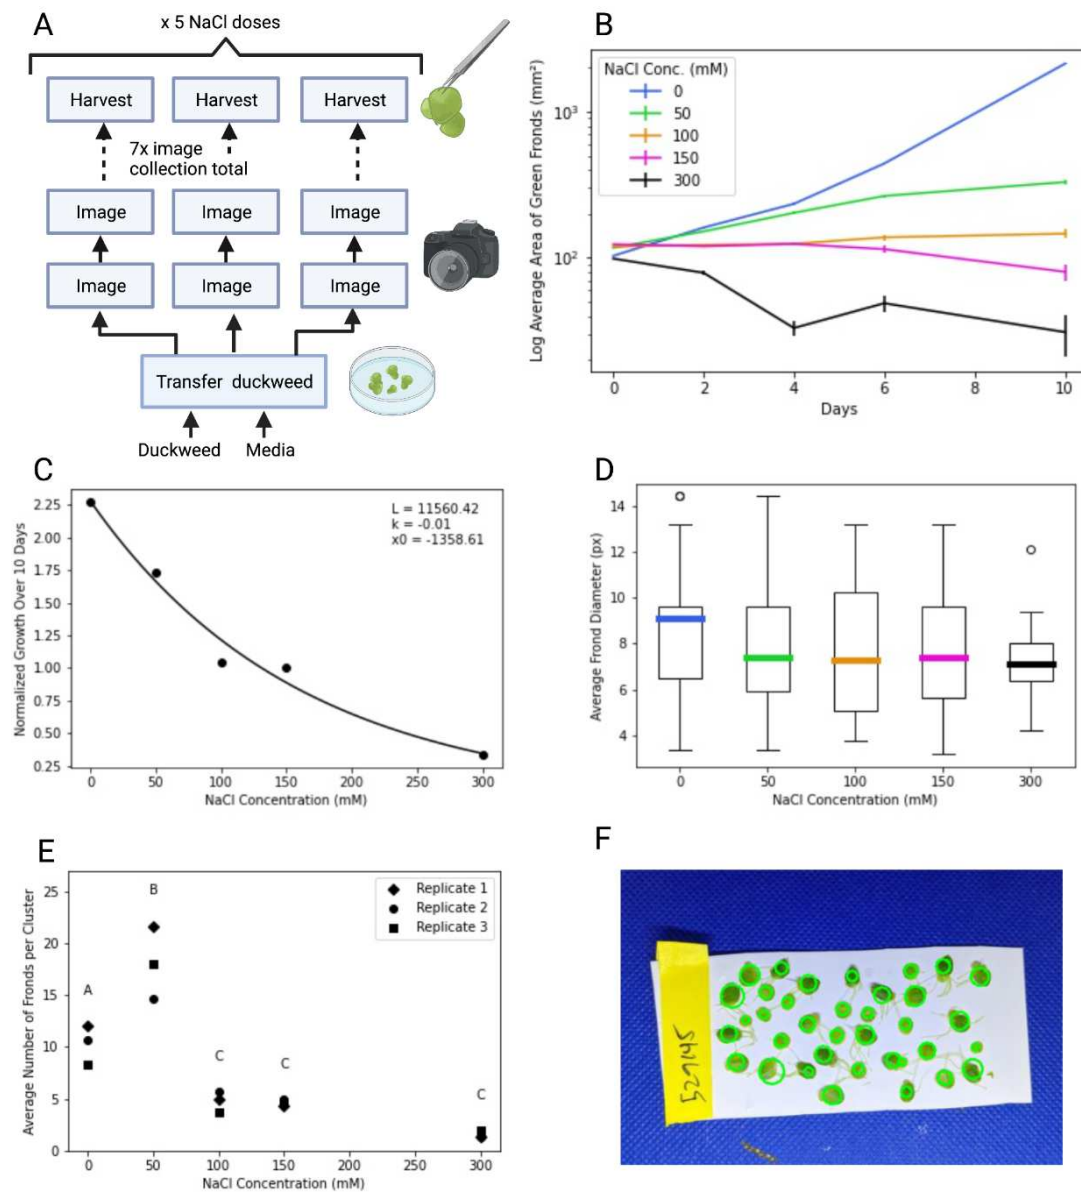 A
x 5 NaCl doses
Harvest
Harvest
Harvest
7x image
collection total
Image
Image
Image
Image
Image
Image
Transfer duckweed
Duckweed
Media
B
Log Average Area of Green Fronds (mm²)
10³
10²
NaCl Conc. (mM)
0
50
100
150
300
0
2
4
6
8
10
Days
C
Normalized Growth Over 10 Days
2.25
2.00
1.75
1.50
1.25
1.00
0.75
0.50
0.25
L = 11560.42
k = -0.01
x0 = -1358.61
0
50
100
150
200
250
300
NaCl Concentration (mM)
D
Average Frond Diameter (px)
14
12
10
8
6
4
0
50
100
150
300
NaCl Concentration (mM)
E
Average Number of Fronds per Cluster
25
20
15
10
5
0
A
B
C
C
C
Replicate 1
Replicate 2
Replicate 3
0
50
100
150
200
250
300
NaCl Concentration (mM)
F